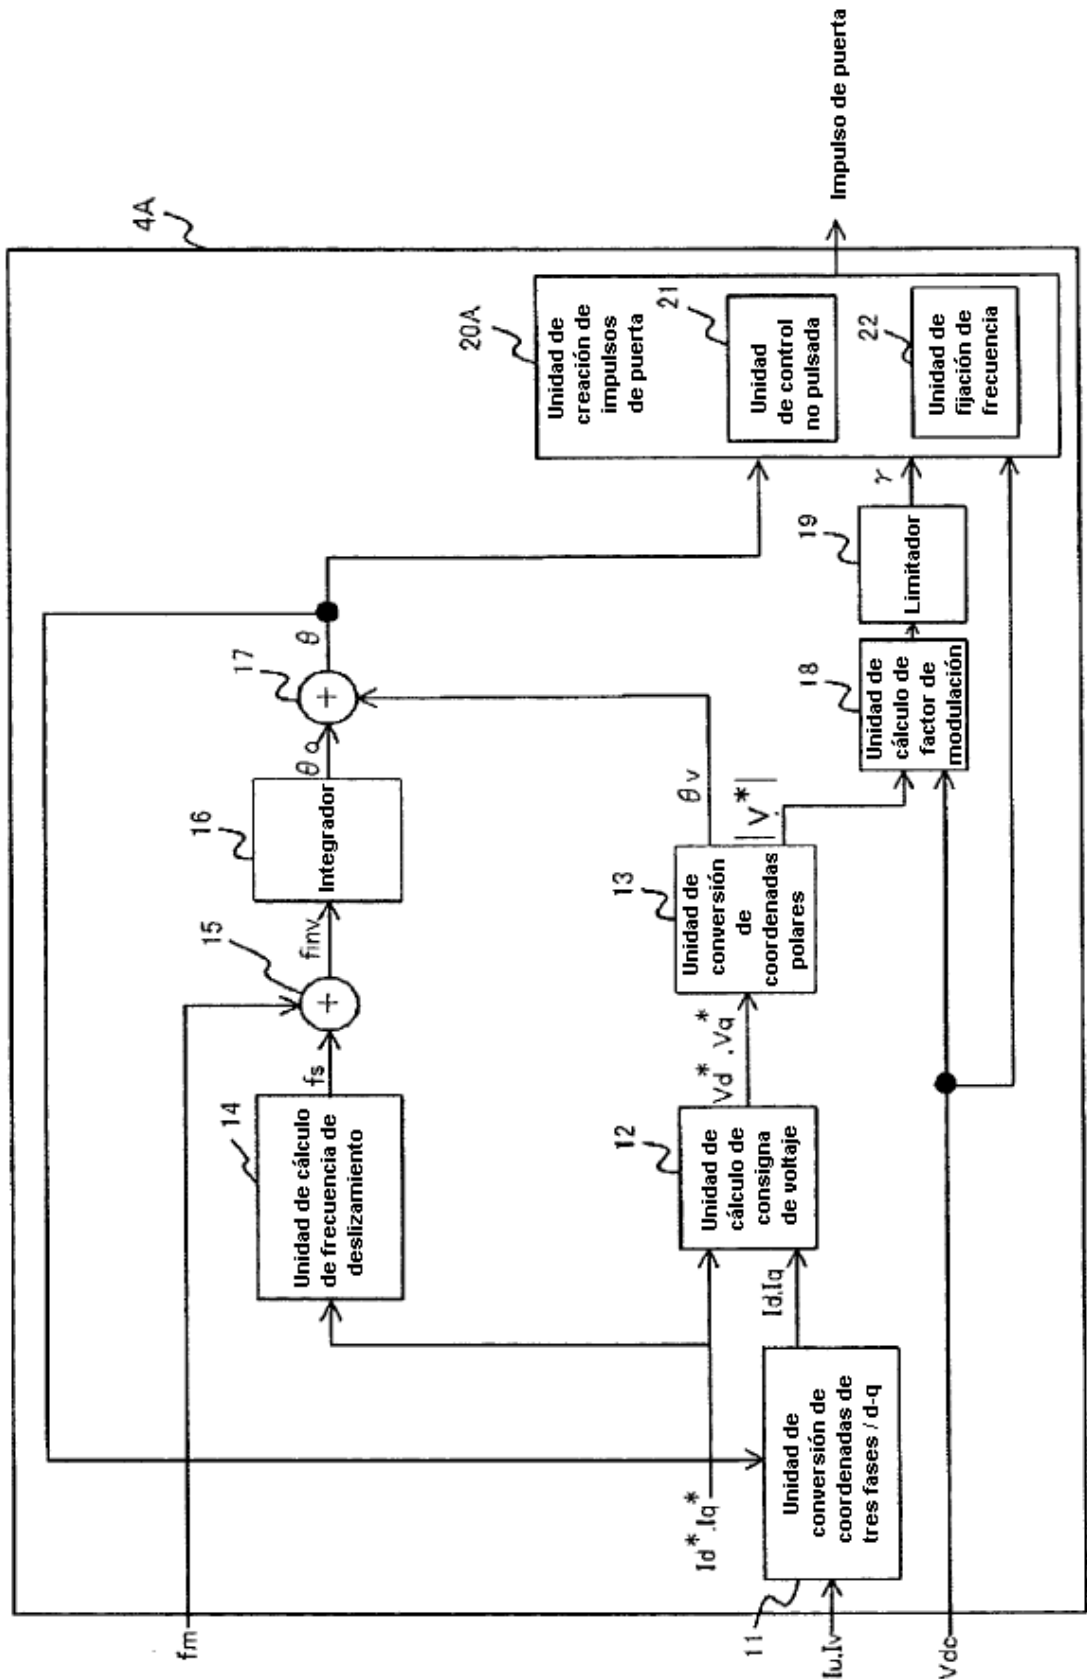 4A
Impulso de puerta
20A
Unidad de
creación de
impulsos
de puerta
21
Unidad
de control
no pulsada
22
Unidad de
fijación de
frecuencia
fm
14
Unidad de cálculo
de frecuencia de
deslizamiento
fs
15
+
finv
16
Integrador
θo
17
+
θ
Id*.Iq*
12
Unidad de
cálculo de
consigna
de voltaje
Vd*.Vq*
13
Unidad de
conversión
de
coordenadas
polares
θv
|V*|
18
Unidad de
cálculo de
factor de
modulación
19
Limitador
γ
11
Unidad de
conversión de
coordenadas de
tres fases / d-q
Id.Iq
Iu.Iv
Vdc